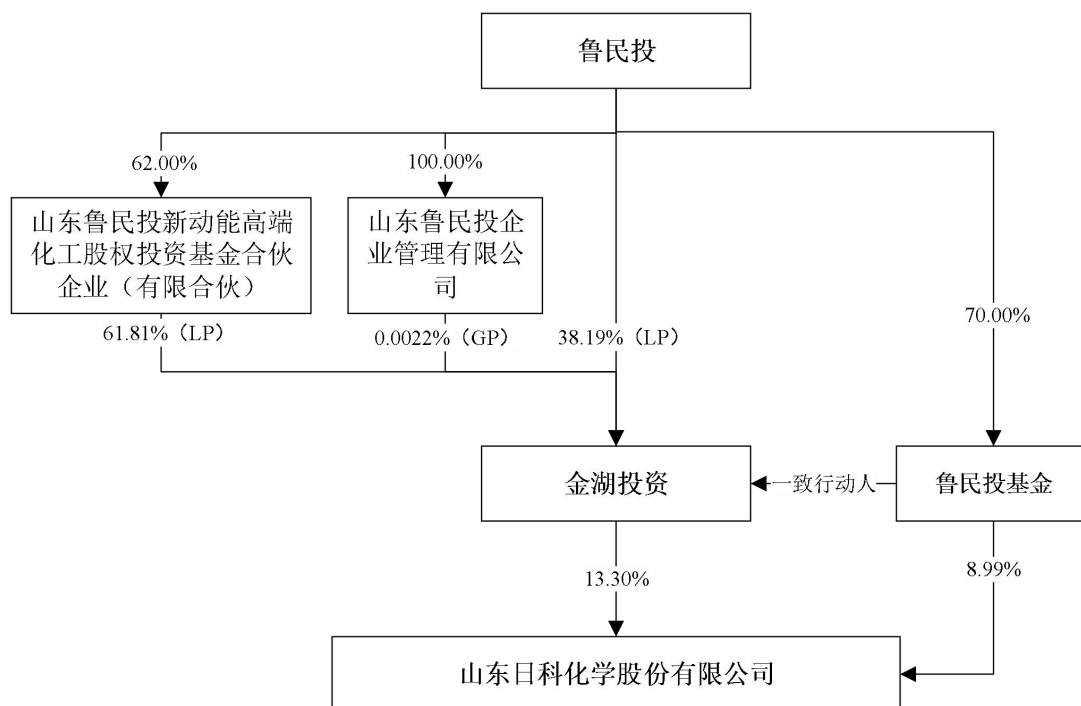 鲁民投
62.00%
100.00%
山东鲁民投新动能高端
化工股权投资基金合伙
企业（有限合伙）
山东鲁民投企
业管理有限公
司
61.81%（LP）
0.0022%（GP）
38.19%（LP）
70.00%
金湖投资
一致行动人
鲁民投基金
13.30%
8.99%
山东日科化学股份有限公司